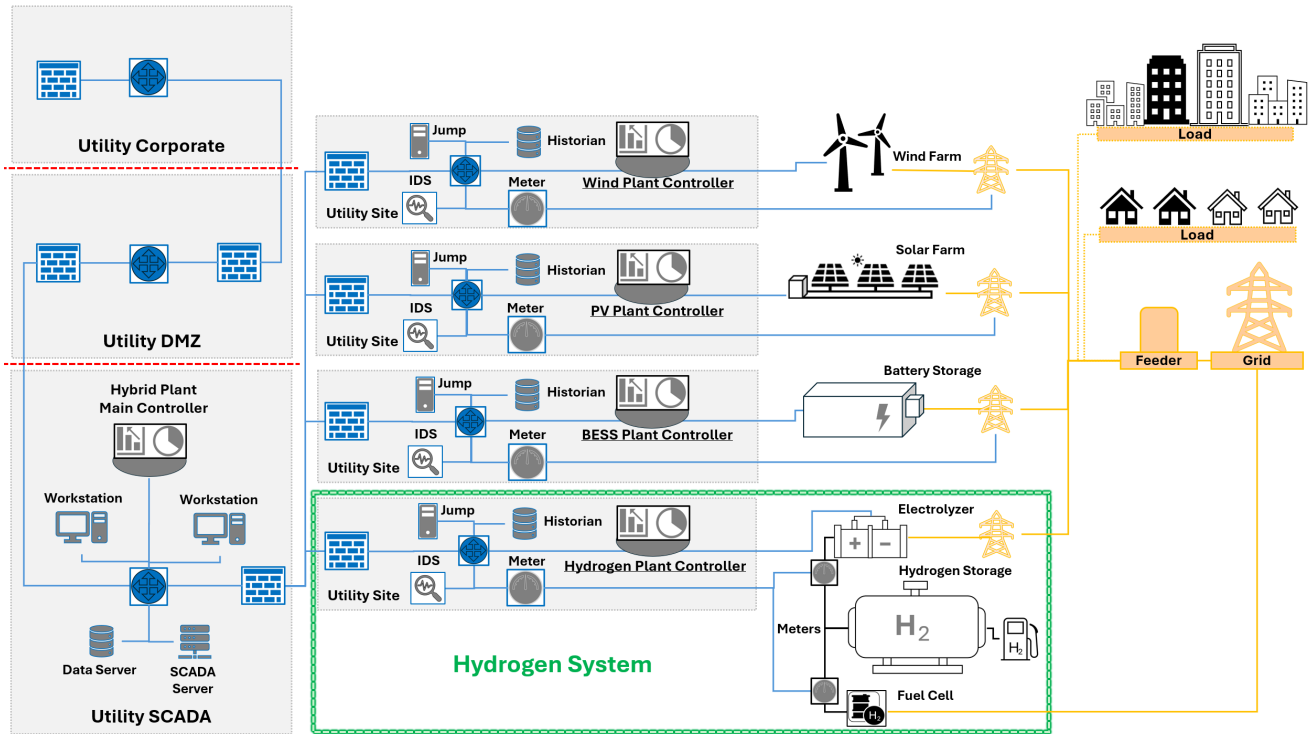 Utility Corporate
Utility DMZ
Hybrid Plant
Main Controller
Workstation
Workstation
Data Server
SCADA
Server
Utility SCADA
Jump
Historian
IDS
Meter
Wind Plant Controller
Utility Site
Wind Farm
Jump
Historian
IDS
Meter
PV Plant Controller
Utility Site
Solar Farm
Jump
Historian
IDS
Meter
BESS Plant Controller
Utility Site
Battery Storage
Jump
Historian
IDS
Meter
Hydrogen Plant Controller
Utility Site
Electrolyzer
+ −
Hydrogen Storage
Meters
H2
H2
Hydrogen System
Fuel Cell
H2
Load
Load
Feeder
Grid